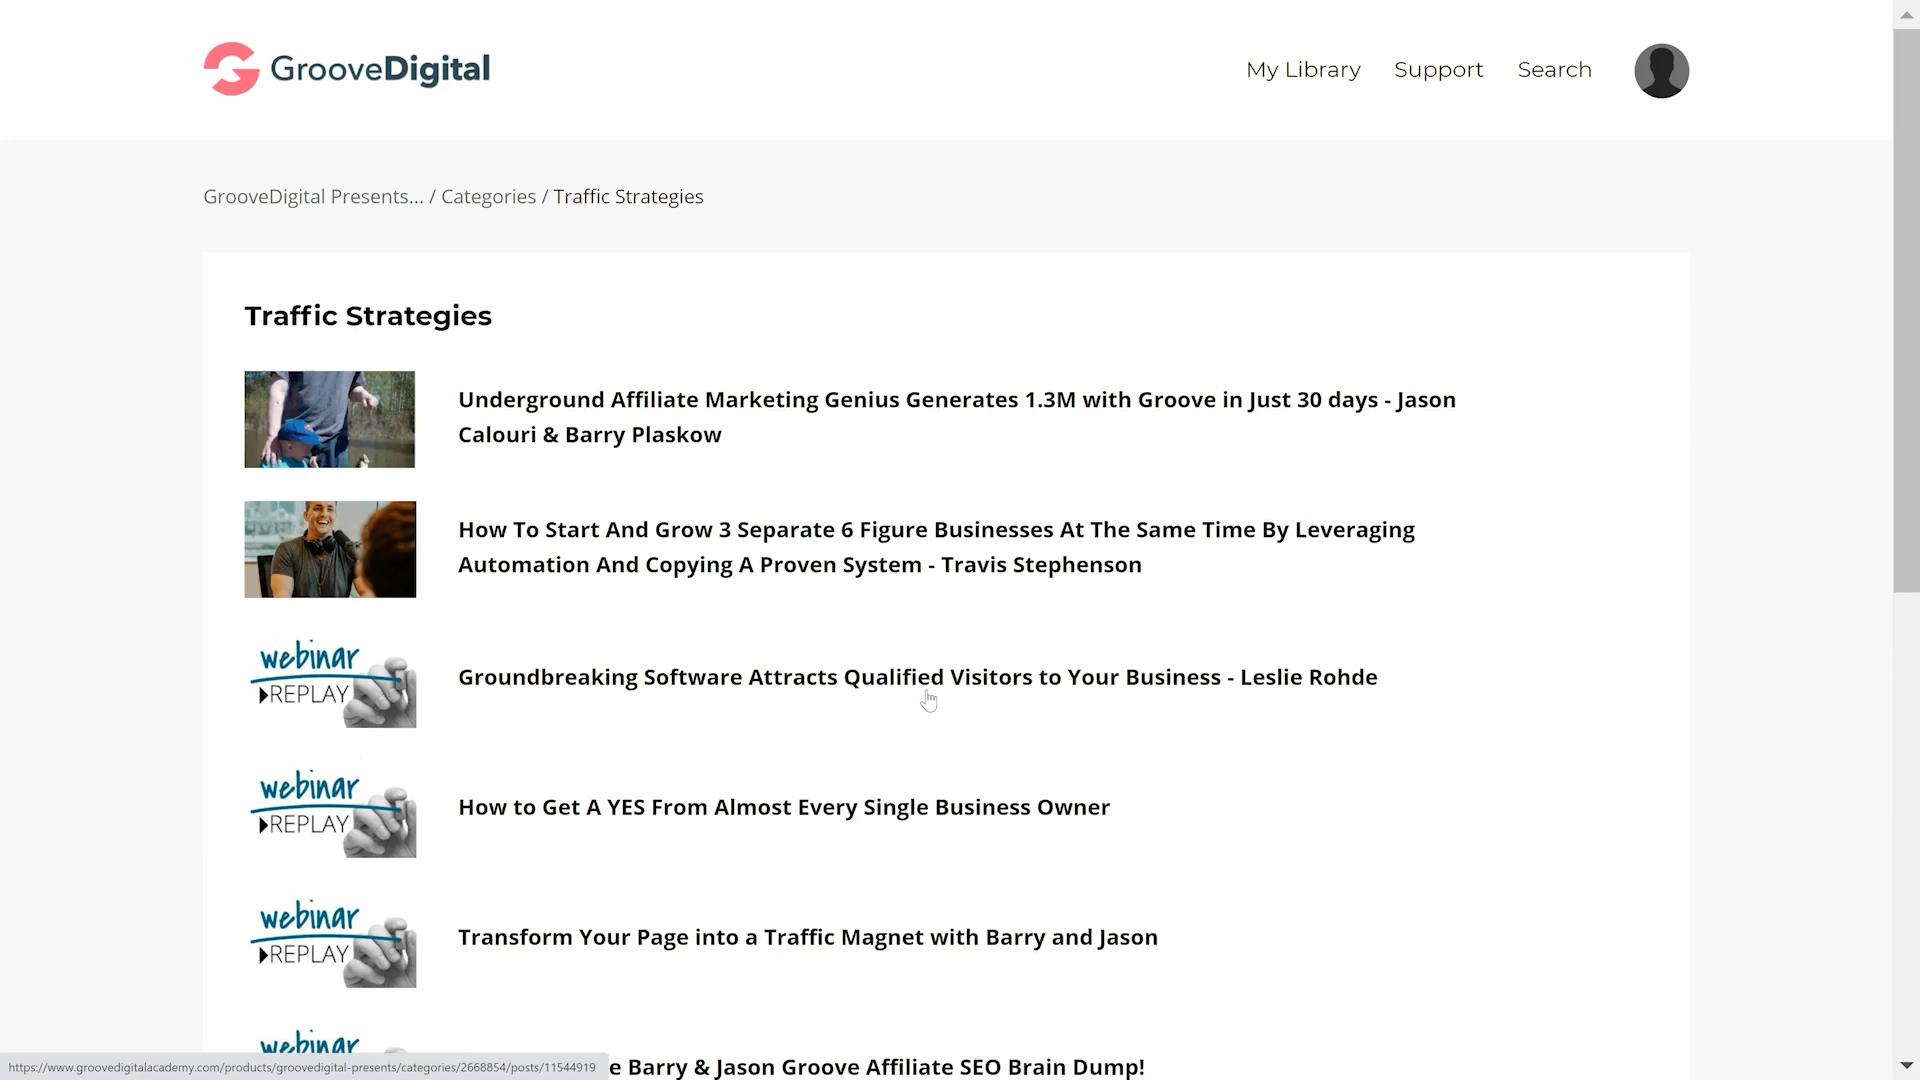 GrooveDigital
My Library
Support
Search
GrooveDigital Presents... / Categories / Traffic Strategies
Traffic Strategies
Underground Affiliate Marketing Genius Generates 1.3M with Groove in Just 30 days - Jason
Calouri & Barry Plaskow
How To Start And Grow 3 Separate 6 Figure Businesses At The Same Time By Leveraging
Automation And Copying A Proven System - Travis Stephenson
webinar
REPLAY
Groundbreaking Software Attracts Qualified Visitors to Your Business - Leslie Rohde
webinar
REPLAY
How to Get A YES From Almost Every Single Business Owner
webinar
REPLAY
Transform Your Page into a Traffic Magnet with Barry and Jason
webinar
e Barry & Jason Groove Affiliate SEO Brain Dump!
https://www.groovedigitalacademy.com/products/groovedigital-presents/categories/2668854/posts/11544919